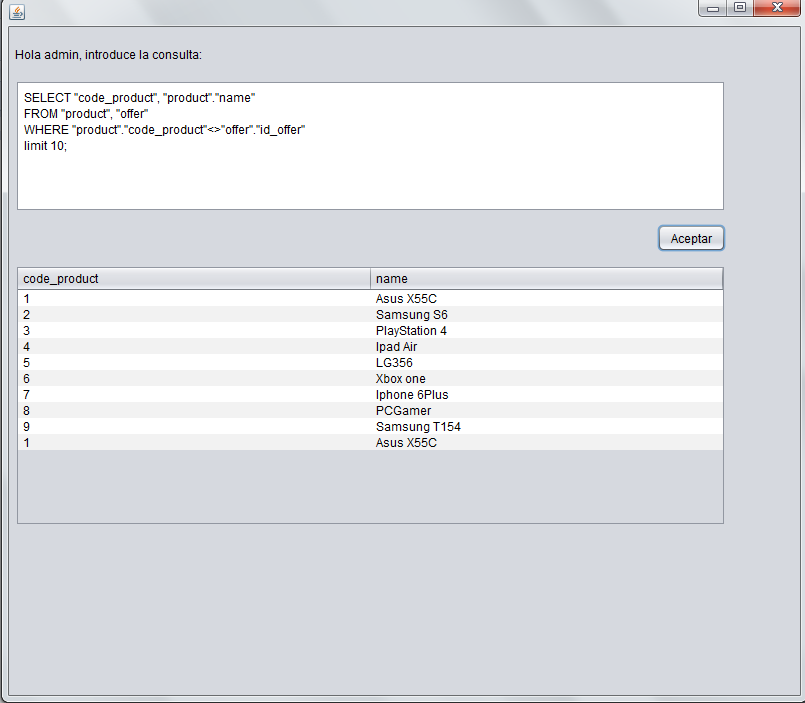 Hola admin, introduce la consulta:
SELECT "code_product", "product"."name"
FROM "product", "offer"
WHERE "product"."code_product"<>"offer"."id_offer"
limit 10;
Aceptar
code_product name
1 Asus X55C
2 Samsung S6
3 PlayStation 4
4 Ipad Air
5 LG356
6 Xbox one
7 Iphone 6Plus
8 PCGamer
9 Samsung T154
1 Asus X55C